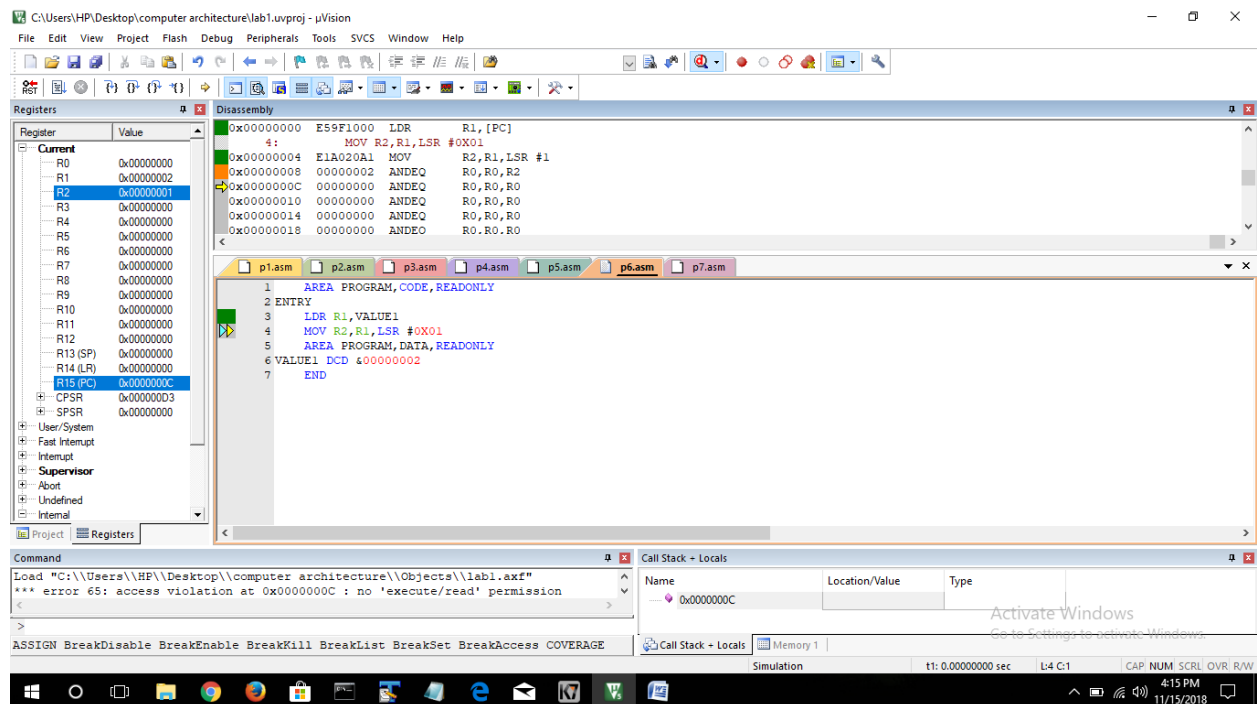 C:\Users\HP\Desktop\computer architecture\lab1.uvproj - µVision
File Edit View Project Flash Debug Peripherals Tools SVCS Window Help
RST
Registers
Register Value
Current
R0 0x00000000
R1 0x00000002
R2 0x00000001
R3 0x00000000
R4 0x00000000
R5 0x00000000
R6 0x00000000
R7 0x00000000
R8 0x00000000
R9 0x00000000
R10 0x00000000
R11 0x00000000
R12 0x00000000
R13 (SP) 0x00000000
R14 (LR) 0x00000000
R15 (PC) 0x0000000C
CPSR 0x000000D3
SPSR 0x00000000
User/System
Fast Interrupt
Interrupt
Supervisor
Abort
Undefined
Internal
Project Registers
Disassembly
0x00000000 E59F1000 LDR R1,[PC]
4: MOV R2,R1,LSR #0X01
0x00000004 E1A020A1 MOV R2,R1,LSR #1
0x00000008 00000002 ANDEQ R0,R0,R2
0x0000000C 00000000 ANDEQ R0,R0,R0
0x00000010 00000000 ANDEQ R0,R0,R0
0x00000014 00000000 ANDEQ R0,R0,R0
0x00000018 00000000 ANDEQ R0,R0,R0
p1.asm p2.asm p3.asm p4.asm p5.asm p6.asm p7.asm
1 AREA PROGRAM,CODE,READONLY
2 ENTRY
3 LDR R1,VALUE1
4 MOV R2,R1,LSR #0X01
5 AREA PROGRAM,DATA,READONLY
6 VALUE1 DCD &00000002
7 END
Command
Load "C:\\Users\\HP\\Desktop\\computer architecture\\Objects\\lab1.axf"
*** error 65: access violation at 0x0000000C : no 'execute/read' permission
>
ASSIGN BreakDisable BreakEnable BreakKill BreakList BreakSet BreakAccess COVERAGE
Call Stack + Locals
Name Location/Value Type
0x0000000C
Call Stack + Locals Memory 1
Activate Windows
Go to Settings to activate Windows.
Simulation t1: 0.00000000 sec L:4 C:1 CAP NUM SCRL OVR R/W
4:15 PM
11/15/2018